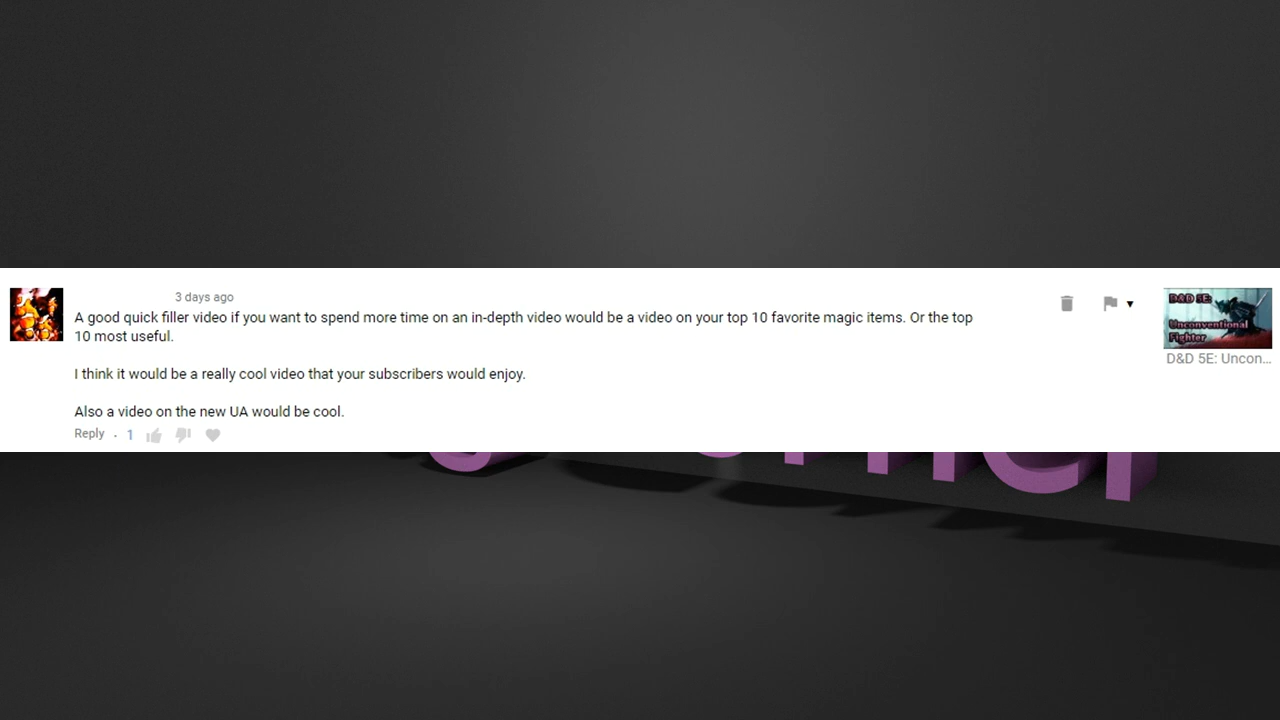 3 days ago
A good quick filler video if you want to spend more time on an in-depth video would be a video on your top 10 favorite magic items. Or the top
10 most useful.
I think it would be a really cool video that your subscribers would enjoy.
Also a video on the new UA would be cool.
Reply . 1
D&D 5E:
Unconventional
Fighter
D&D 5E: Uncon...